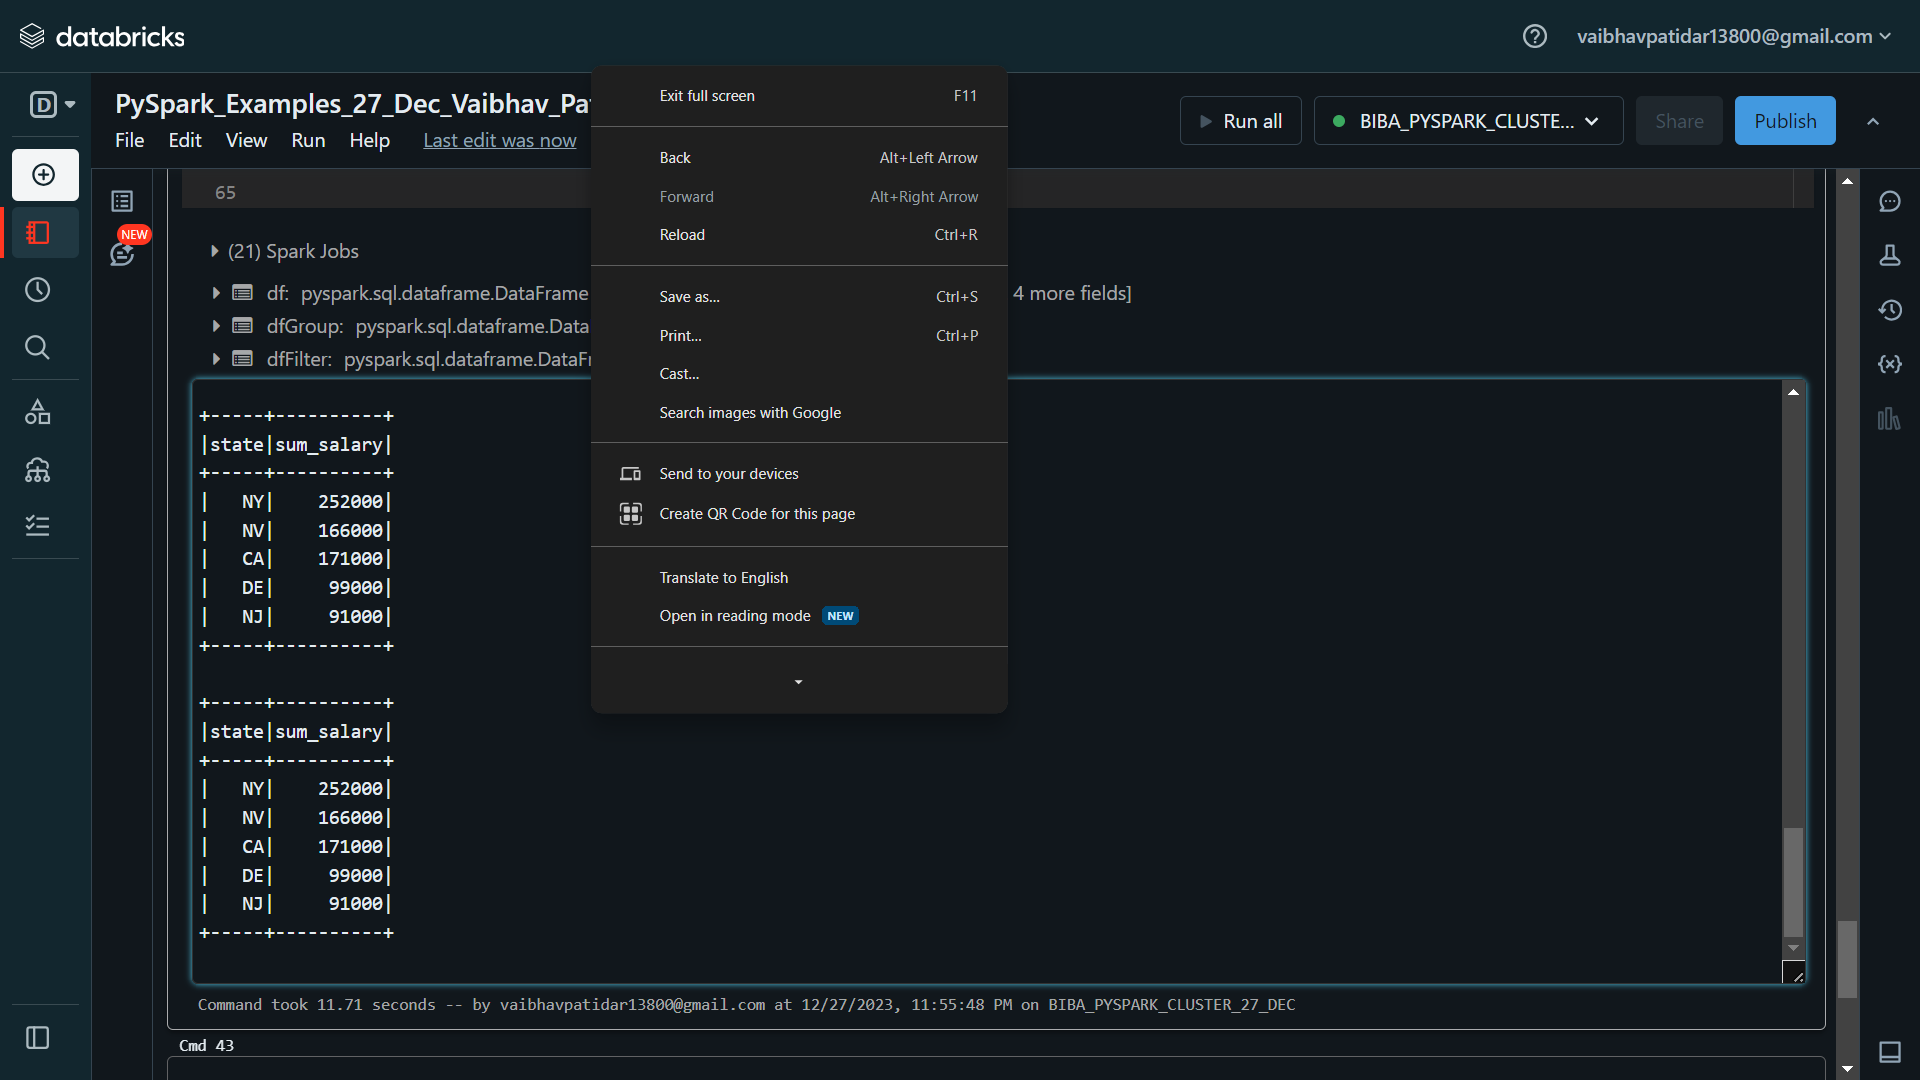 databricks
vaibhavpatidar13800@gmail.com
D
PySpark_Examples_27_Dec_Vaibhav_Pa
File Edit View Run Help Last edit was now
Run all
BIBA_PYSPARK_CLUSTE...
Share
Publish
NEW
65
(21) Spark Jobs
df: pyspark.sql.dataframe.DataFrame 4 more fields]
dfGroup: pyspark.sql.dataframe.Data
dfFilter: pyspark.sql.dataframe.DataF
Exit full screen F11
Back Alt+Left Arrow
Forward Alt+Right Arrow
Reload Ctrl+R
Save as... Ctrl+S
Print... Ctrl+P
Cast...
Search images with Google
Send to your devices
Create QR Code for this page
Translate to English
Open in reading mode NEW
+-----+----------+
|state|sum_salary|
+-----+----------+
|   NY|    252000|
|   NV|    166000|
|   CA|    171000|
|   DE|     99000|
|   NJ|     91000|
+-----+----------+
+-----+----------+
|state|sum_salary|
+-----+----------+
|   NY|    252000|
|   NV|    166000|
|   CA|    171000|
|   DE|     99000|
|   NJ|     91000|
+-----+----------+
Command took 11.71 seconds -- by vaibhavpatidar13800@gmail.com at 12/27/2023, 11:55:48 PM on BIBA_PYSPARK_CLUSTER_27_DEC
Cmd 43